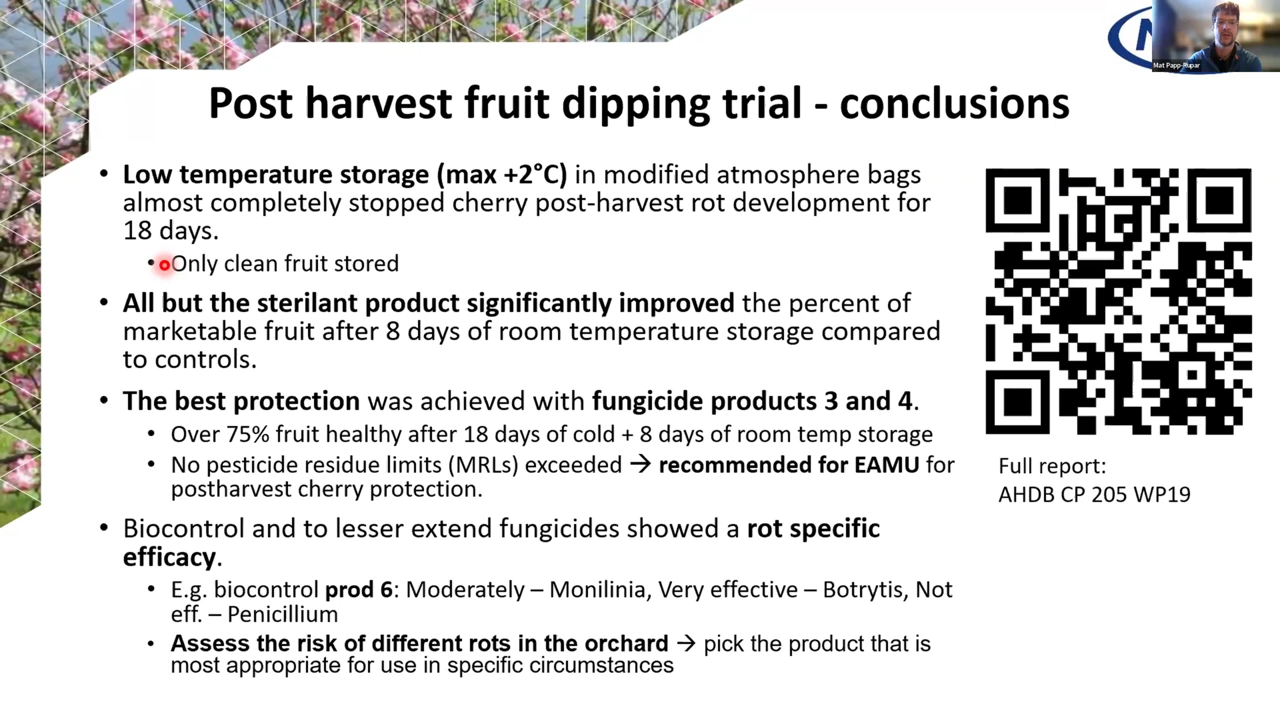 Mat Papp-Rupar
Post harvest fruit dipping trial - conclusions
• Low temperature storage (max +2°C) in modified atmosphere bags
almost completely stopped cherry post-harvest rot development for
18 days.
• Only clean fruit stored
• All but the sterilant product significantly improved the percent of
marketable fruit after 8 days of room temperature storage compared
to controls.
• The best protection was achieved with fungicide products 3 and 4.
• Over 75% fruit healthy after 18 days of cold + 8 days of room temp storage
• No pesticide residue limits (MRLs) exceeded → recommended for EAMU for
postharvest cherry protection.
• Biocontrol and to lesser extend fungicides showed a rot specific
efficacy.
• E.g. biocontrol prod 6: Moderately – Monilinia, Very effective – Botrytis, Not
eff. – Penicillium
• Assess the risk of different rots in the orchard → pick the product that is
most appropriate for use in specific circumstances
Full report:
AHDB CP 205 WP19